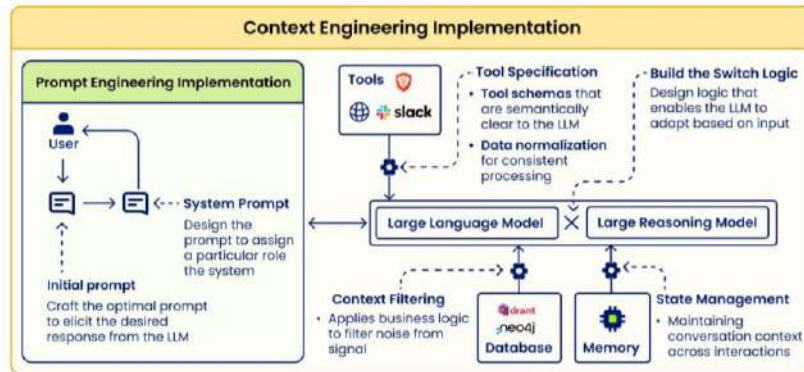 Context Engineering Implementation
Prompt Engineering Implementation
User
System Prompt
Design the
prompt to assign
a particular role
the system
Initial prompt
Craft the optimal prompt
to elicit the desired
response from the LLM
Tools
slack
Tool Specification
• Tool schemas that
are semantically
clear to the LLM
• Data normalization
for consistent
processing
Build the Switch Logic
Design logic that
enables the LLM to
adapt based on input
Large Language Model
Large Reasoning Model
Context Filtering
• Applies business logic
to filter noise from
signal
drant
neo4j
Database
Memory
State Management
• Maintaining
conversation context
across interactions